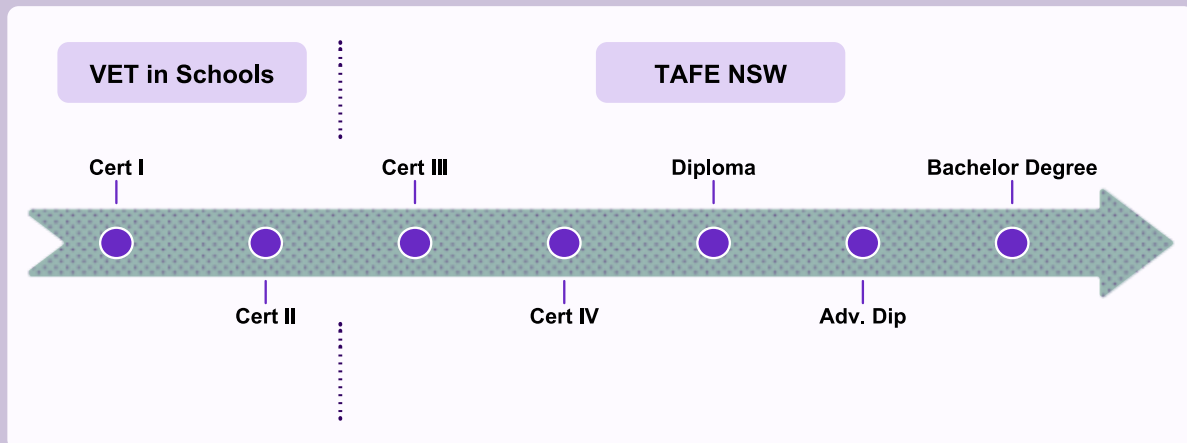 VET in Schools
TAFE NSW
Cert I
Cert III
Diploma
Bachelor Degree
Cert II
Cert IV
Adv. Dip